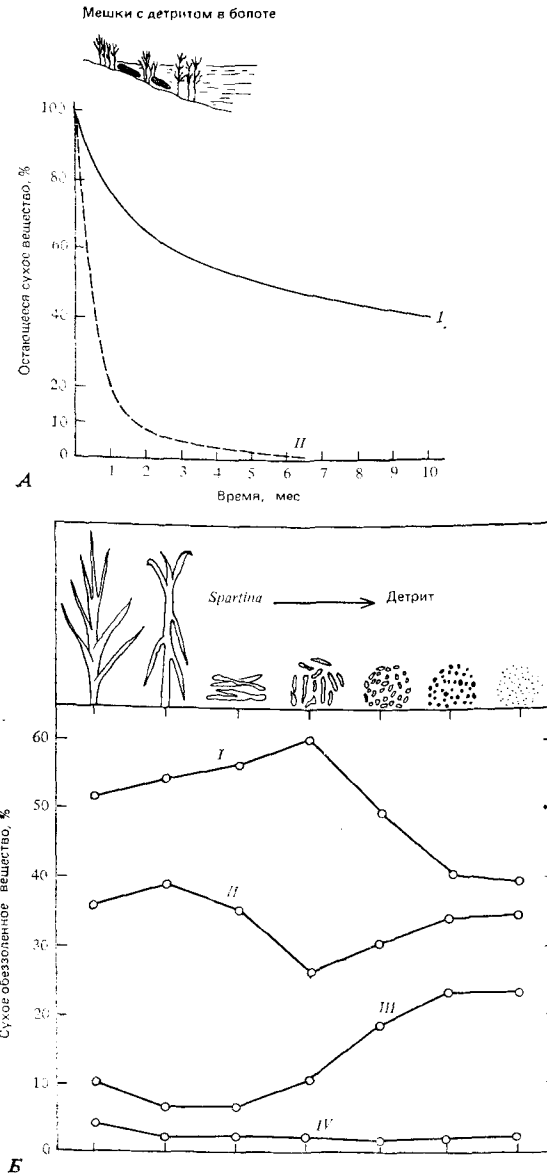 Мешки с детритом в болоте
Остающееся сухое вещество, %
100
80
60
40
20
10
0
I
II
1 2 3 4 5 6 7 8 9 10
Время, мес
А
Spartina
Детрит
Сухое обеззоленное вещество, %
60
50
40
30
20
10
0
I
II
III
IV
Б